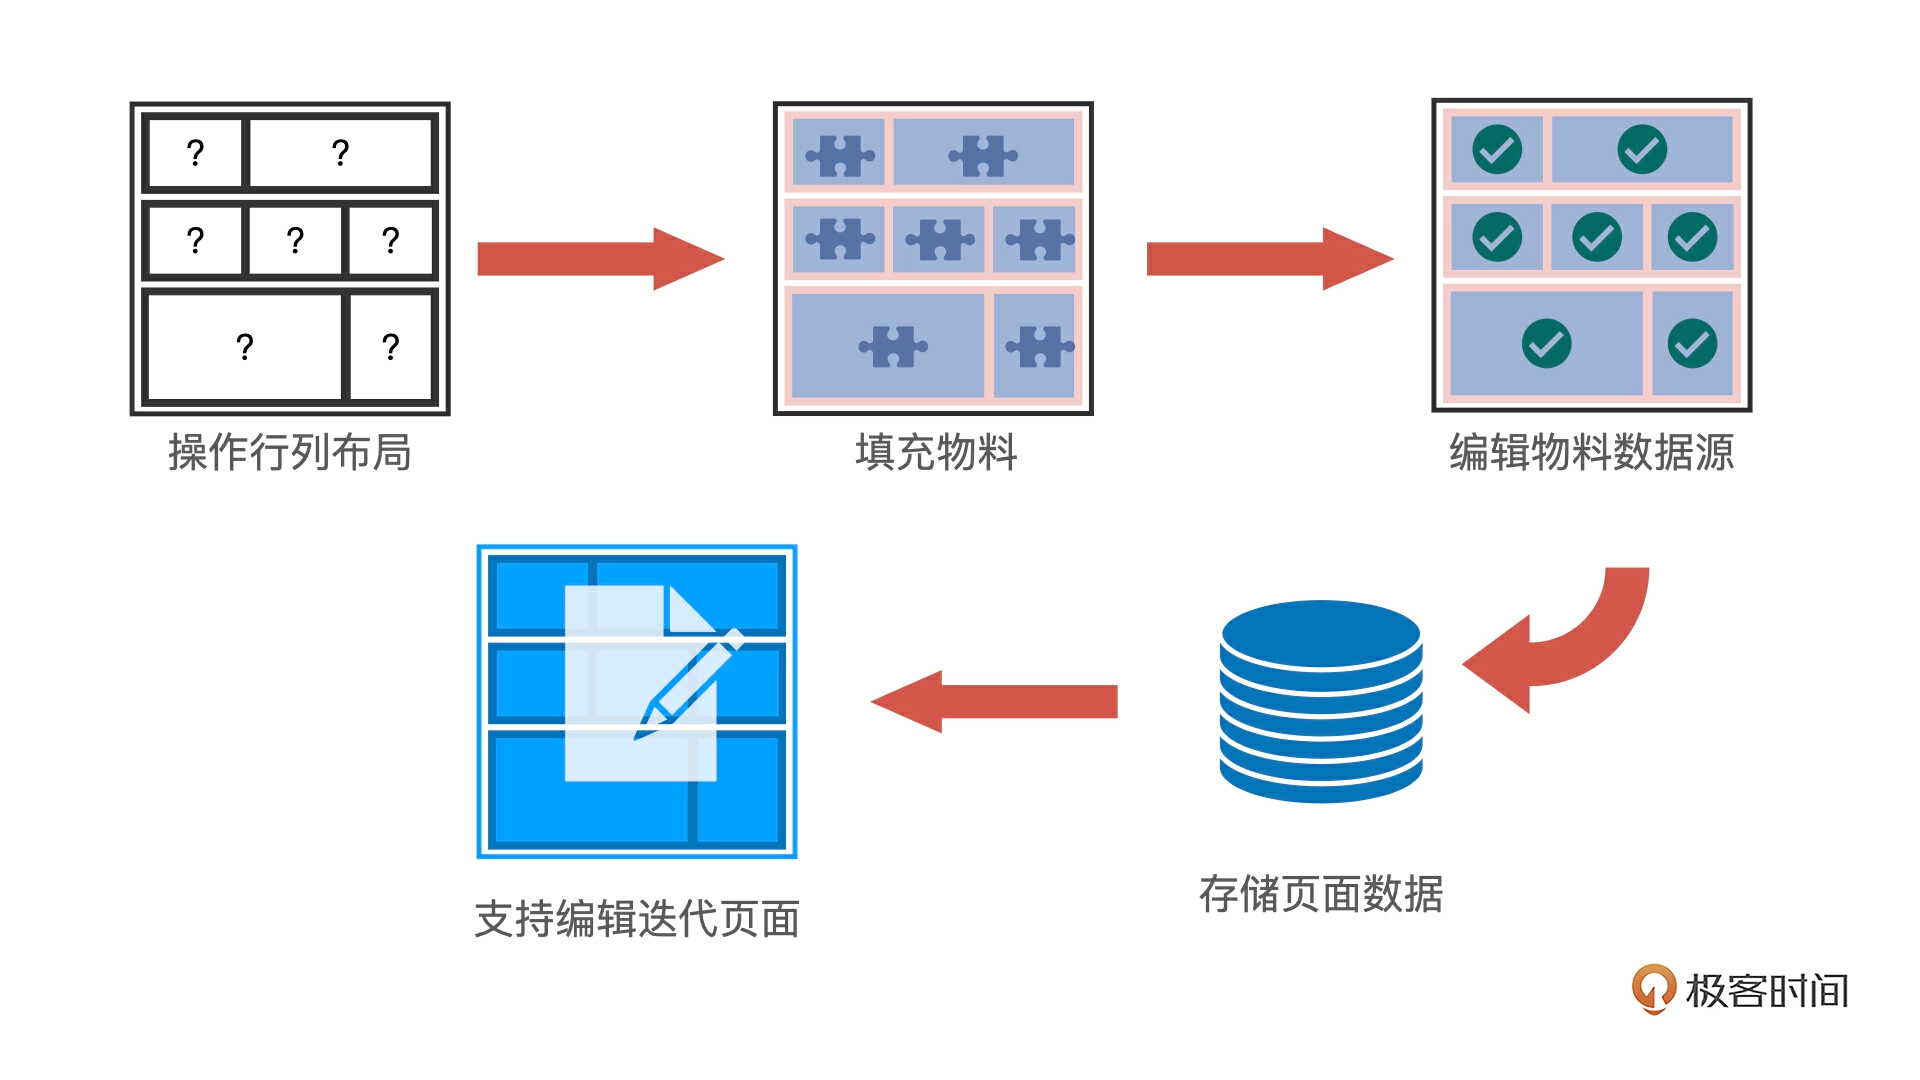 ? ?
? ? ?
? ?
操作行列布局
填充物料
编辑物料数据源
支持编辑迭代页面
存储页面数据
极客时间